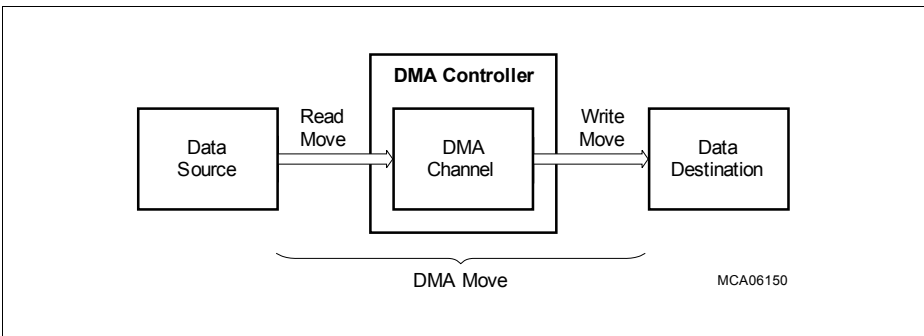 DMA Controller
Data
Source
Read
Move
DMA
Channel
Write
Move
Data
Destination
DMA Move
MCA06150